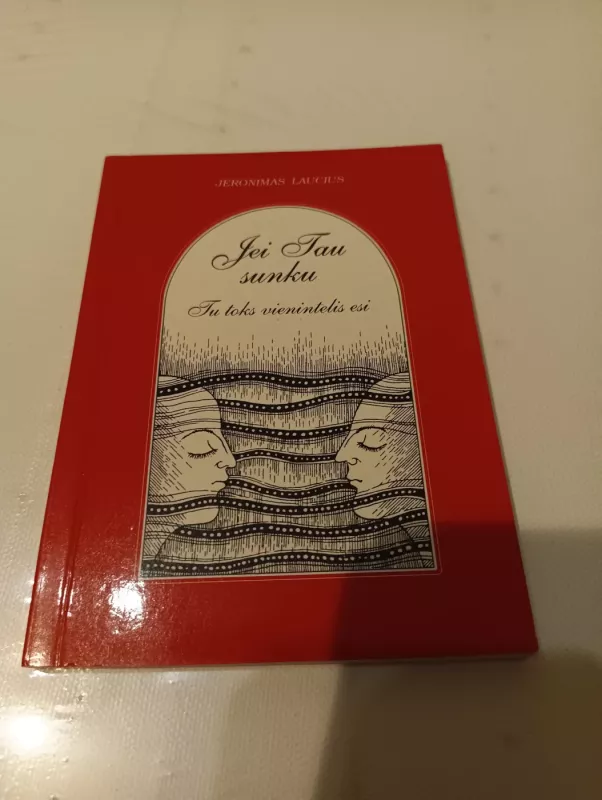 JERONIMAS LAUCIUS
Jei Tau
sunku
Tu toks vienintelis esi